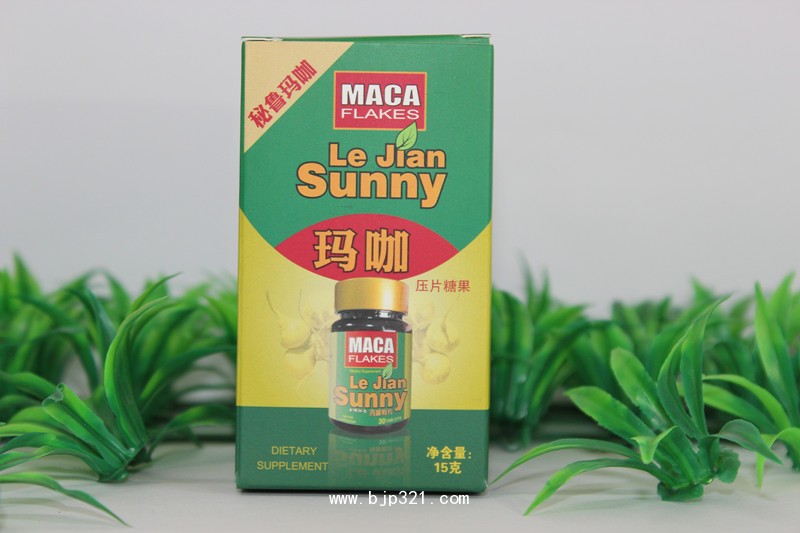 秘鲁玛咖
MACA
FLAKES
Le Jian
Sunny
玛咖
压片糖果
MACA
FLAKES
Le Jian
Sunny
DIETARY
SUPPLEMENT
净含量:
15克
www.bjp321.com